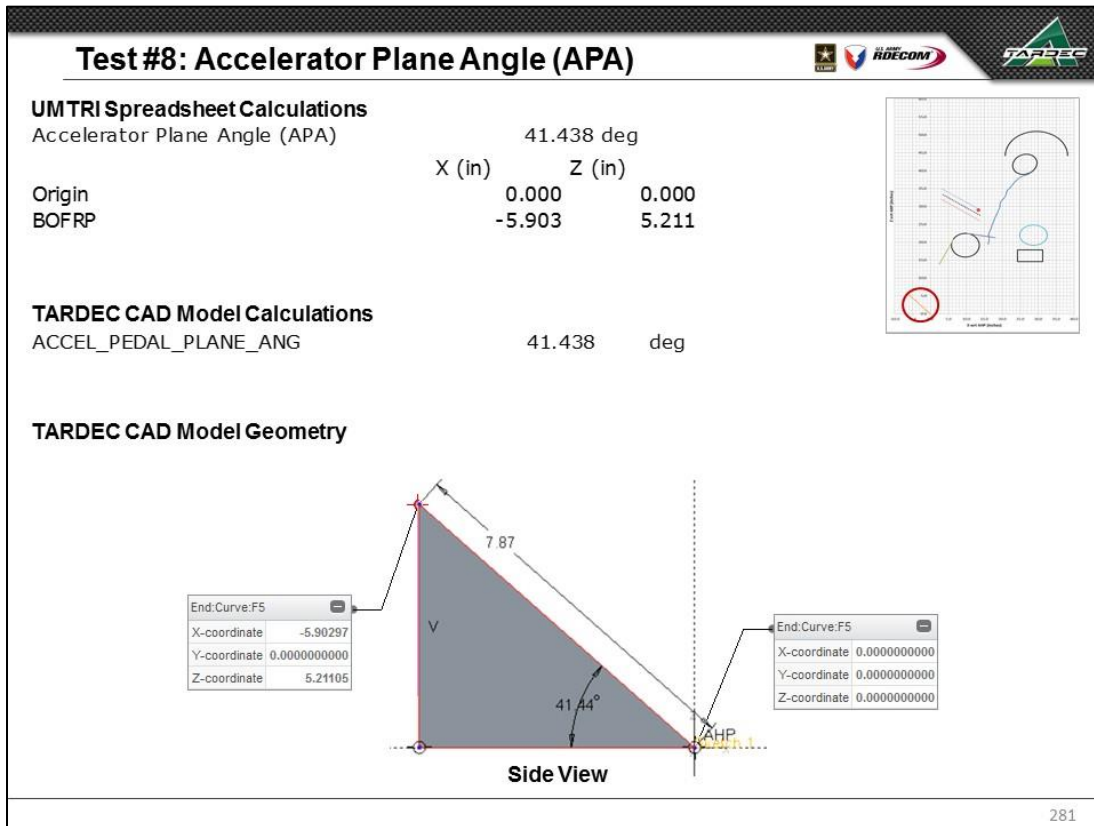 Test #8: Accelerator Plane Angle (APA)
U.S. ARMY
RDECOM
TARDEC
UMTRI Spreadsheet Calculations
Accelerator Plane Angle (APA) 41.438 deg
X (in) Z (in)
Origin 0.000 0.000
BOFRP -5.903 5.211
TARDEC CAD Model Calculations
ACCEL_PEDAL_PLANE_ANG 41.438 deg
TARDEC CAD Model Geometry
7.87
V
41.44°
AHP
End:Curve:F5
X-coordinate -5.90297
Y-coordinate 0.0000000000
Z-coordinate 5.21105
End:Curve:F5
X-coordinate 0.0000000000
Y-coordinate 0.0000000000
Z-coordinate 0.0000000000
Side View
281